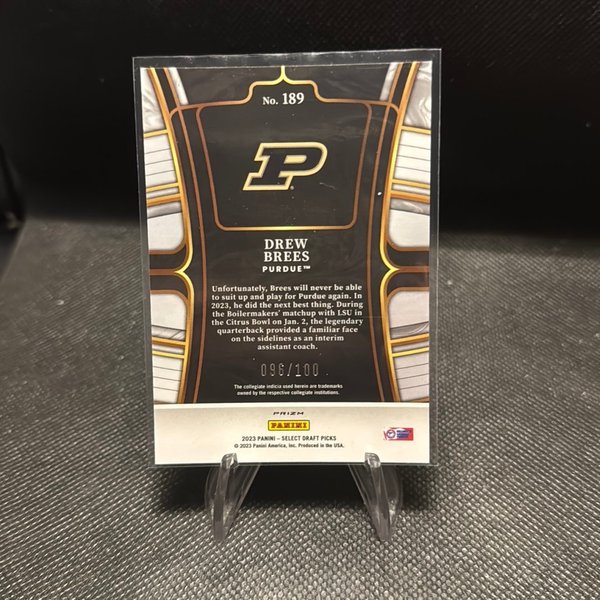 No. 189
P
DREW
BREES
PURDUE™
Unfortunately, Brees will never be able
to suit up and play for Purdue again. In
2023, he did the next best thing. During
the Boilermakers' matchup with LSU in
the Citrus Bowl on Jan. 2, the legendary
quarterback provided a familiar face
on the sidelines as an interim
assistant coach.
096/100
The collegiate indicia used herein are trademarks
owned by the respective collegiate institutions.
PRIZM
PANINI
2023 PANINI – SELECT DRAFT PICKS
© 2023 Panini America, Inc. Produced in the USA.